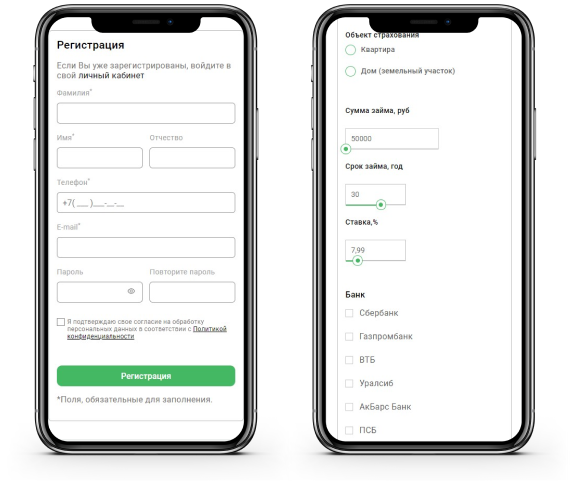 Регистрация
Если Вы уже зарегистрированы, войдите в
свой личный кабинет
Фамилия*
Имя* Отчество
Телефон*
+7( __ )___-__-__
E-mail*
Пароль Повторите пароль
Я подтверждаю свое согласие на обработку
персональных данных в соответствии с Политикой
конфиденциальности
Регистрация
*Поля, обязательные для заполнения.
Объект страхования
Квартира
Дом (земельный участок)
Сумма займа, руб
50000
Срок займа, год
30
Ставка,%
7,99
Банк
Сбербанк
Газпромбанк
ВТБ
Уралсиб
АкБарс Банк
ПСБ